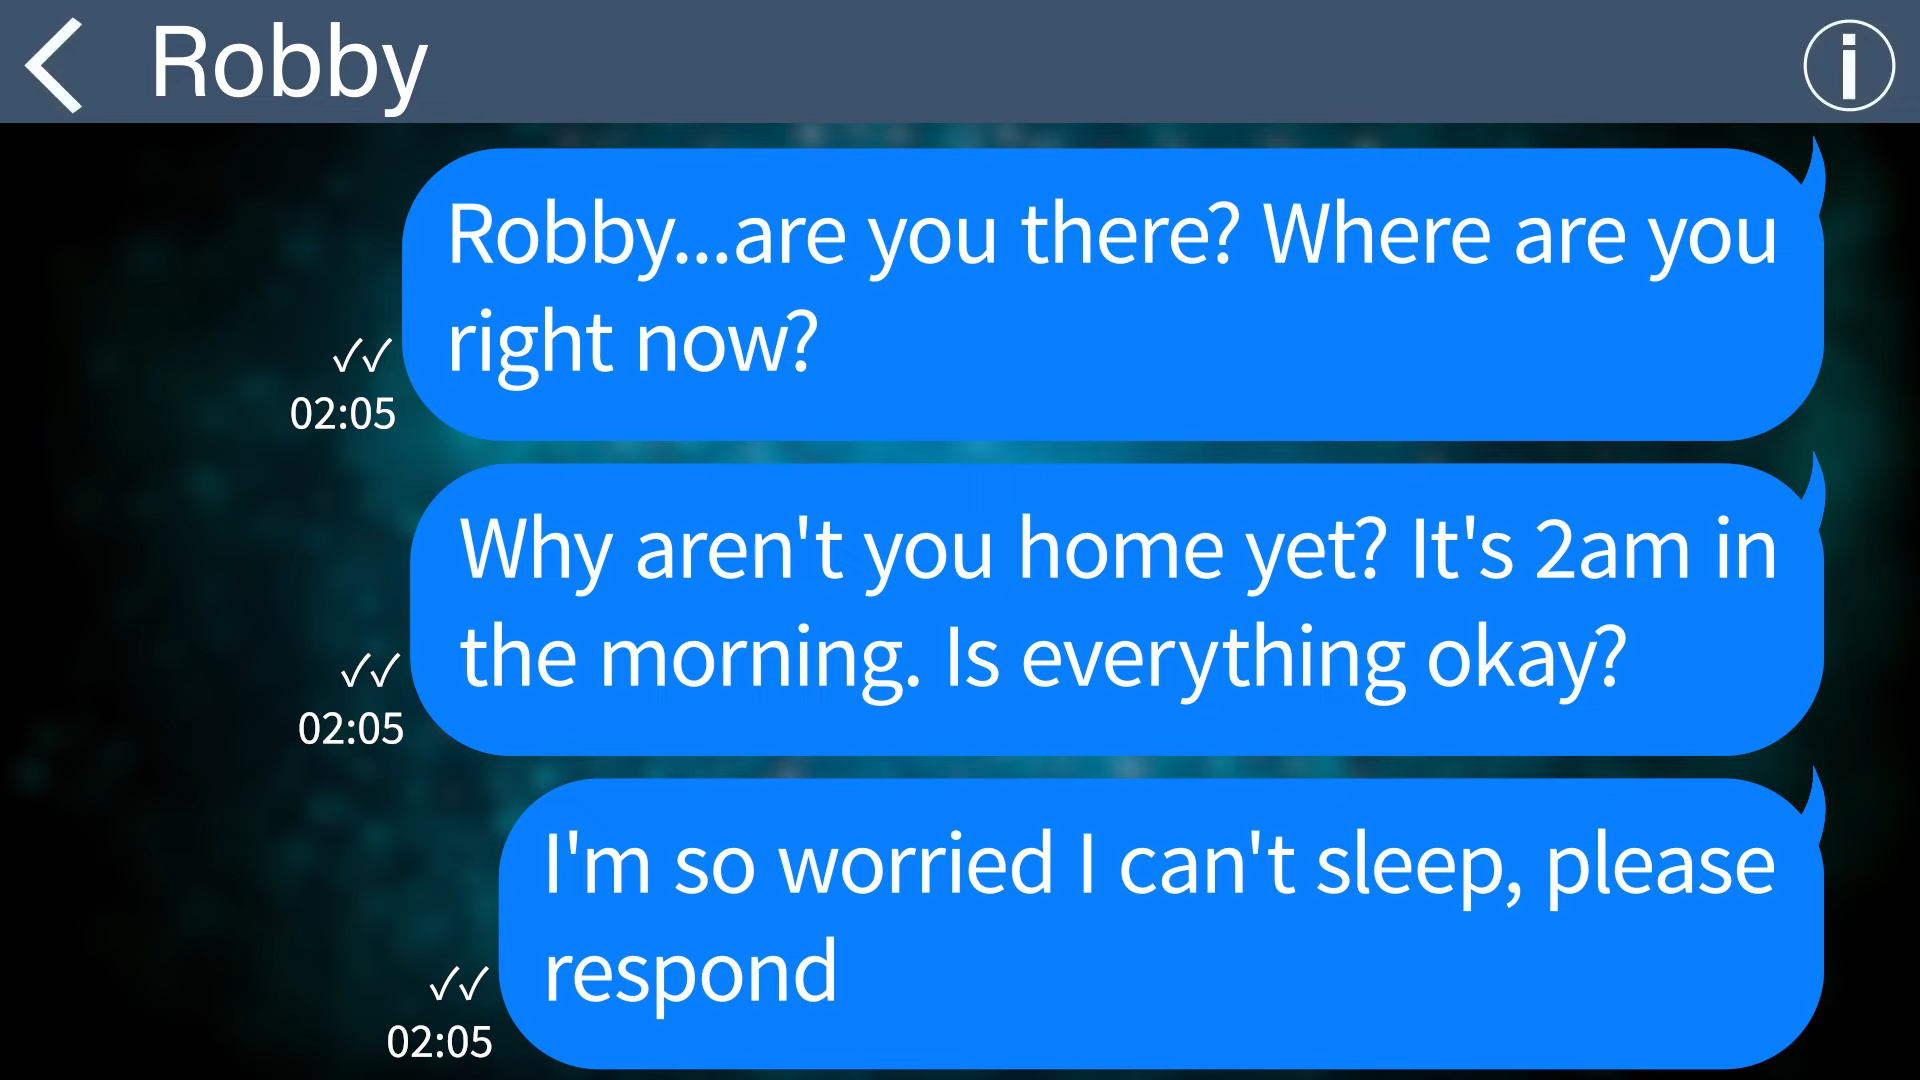 Robby
Robby...are you there? Where are you
right now?
✓✓
02:05
Why aren't you home yet? It's 2am in
the morning. Is everything okay?
✓✓
02:05
I'm so worried I can't sleep, please
respond
✓✓
02:05